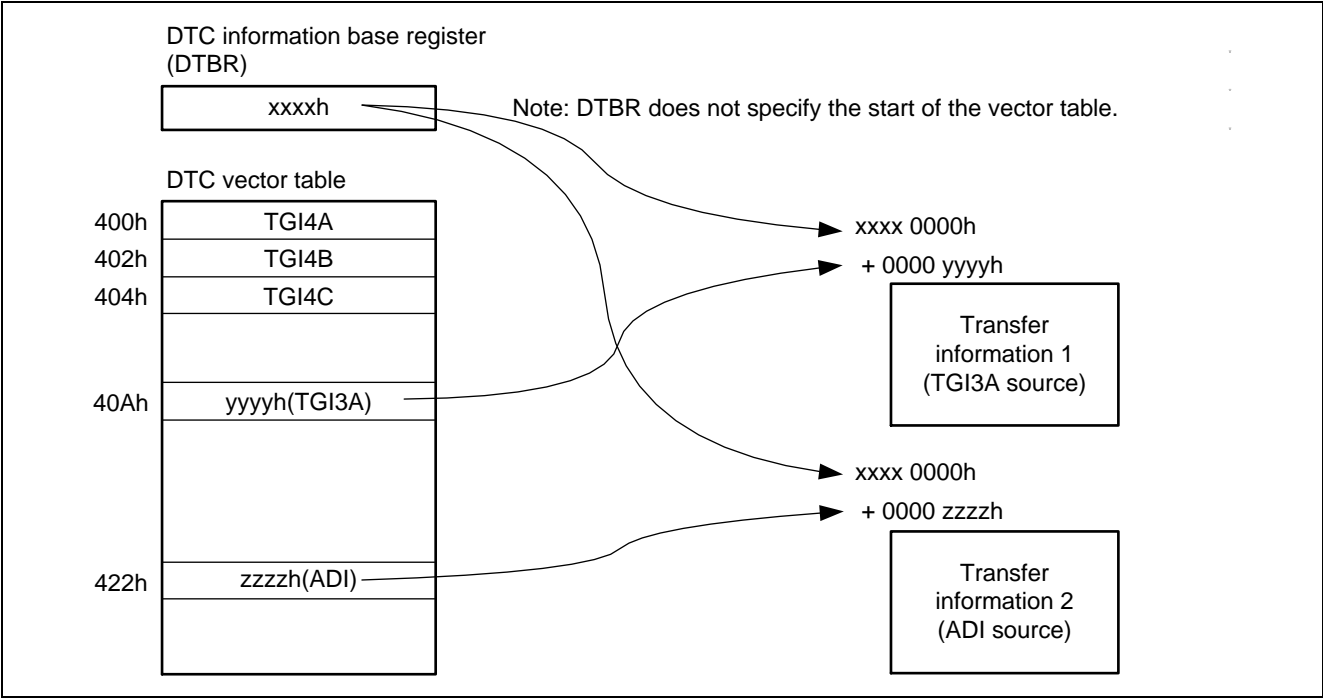 DTC information base register
(DTBR)
xxxxh
Note: DTBR does not specify the start of the vector table.
DTC vector table
400h
TGI4A
402h
TGI4B
404h
TGI4C
40Ah
yyyyh(TGI3A)
422h
zzzzh(ADI)
xxxx 0000h
+ 0000 yyyyh
Transfer
information 1
(TGI3A source)
xxxx 0000h
+ 0000 zzzzh
Transfer
information 2
(ADI source)